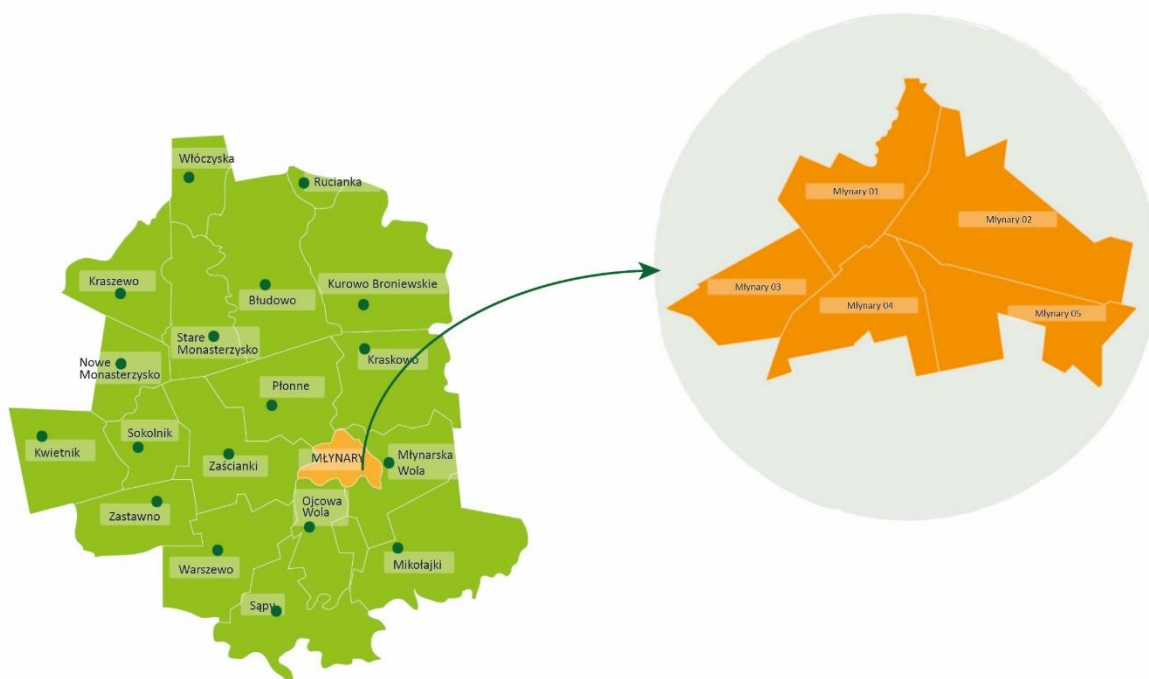 Włóczyska
Rucianka
Kraszewo
Błudowo
Kurowo Broniewskie
Stare
Monasterzysko
Kraskowo
Nowe
Monasterzysko
Płonne
Kwietnik
Sokolnik
Zaścianki
MŁYNARY
Młynarska
Wola
Zastawno
Ojcowa
Wola
Warszewo
Mikołajki
Sąpy
Młynary 01
Młynary 02
Młynary 03
Młynary 04
Młynary 05